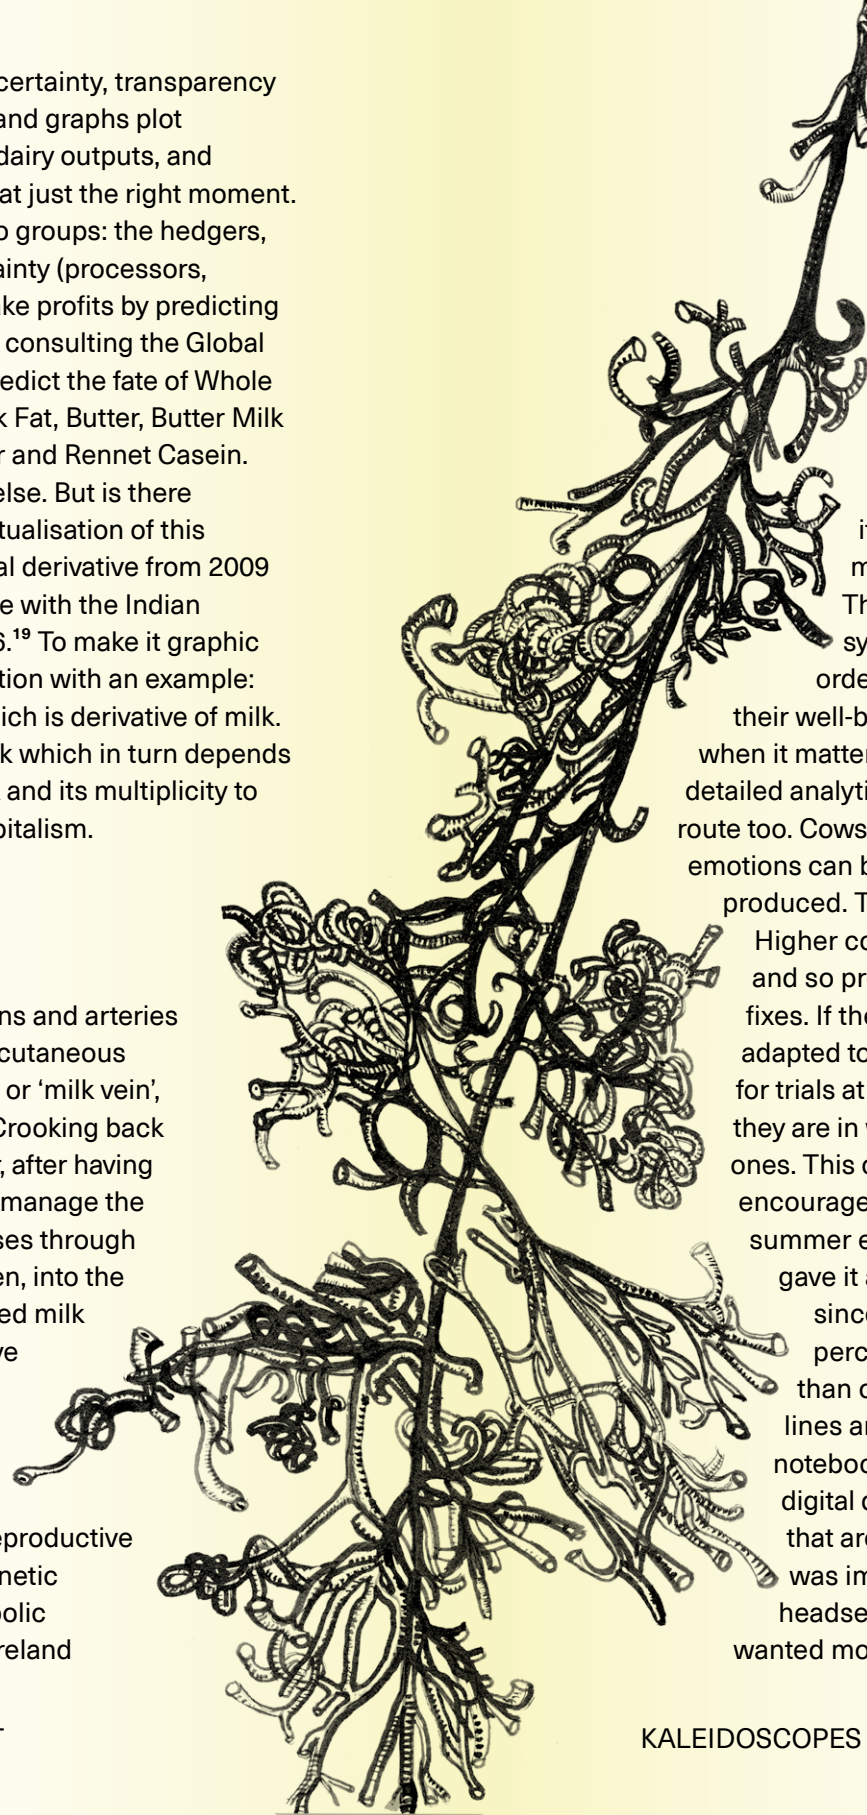 certainty, transparency
and graphs plot
dairy outputs, and
at just the right moment.
o groups: the hedgers,
ainty (processors,
ake profits by predicting
consulting the Global
edict the fate of Whole
k Fat, Butter, Butter Milk
r and Rennet Casein.
else. But is there
tualisation of this
al derivative from 2009
e with the Indian
6.¹⁹ To make it graphic
tion with an example:
ich is derivative of milk.
k which in turn depends
and its multiplicity to
pitalism.
ns and arteries
cutaneous
or ‘milk vein’,
Crooking back
, after having
manage the
ses through
en, into the
ed milk
ve
eproductive
netic
olic
reland
it
m
Th
sy
orde
their well-b
when it matter
detailed analyti
route too. Cows
emotions can b
produced. T
Higher co
and so pr
fixes. If the
adapted to
for trials at
they are in
ones. This
encourage
summer e
gave it
since
perc
than
lines ar
noteboo
digital
that are
was im
headse
wanted mo
KALEIDOSCOPES